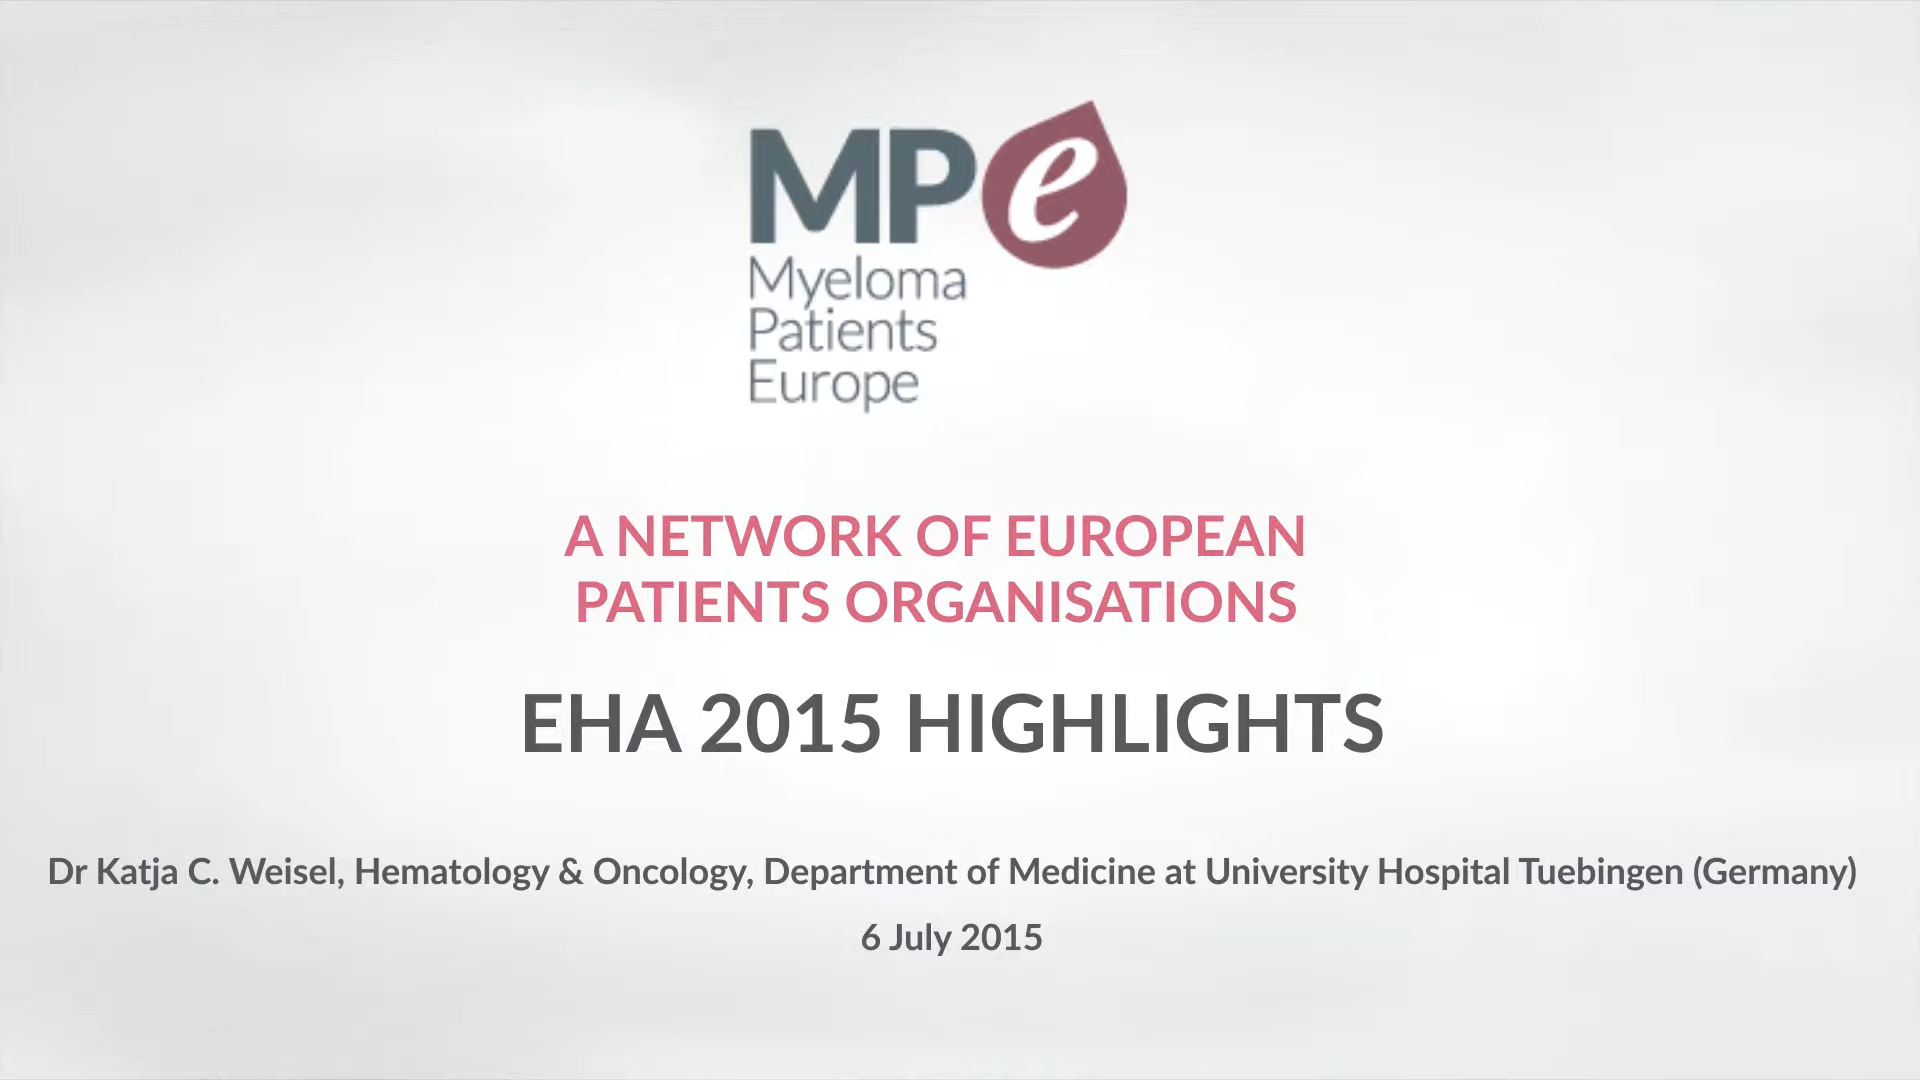 MPe
Myeloma
Patients
Europe
A NETWORK OF EUROPEAN
PATIENTS ORGANISATIONS
EHA 2015 HIGHLIGHTS
Dr Katja C. Weisel, Hematology & Oncology, Department of Medicine at University Hospital Tuebingen (Germany)
6 July 2015